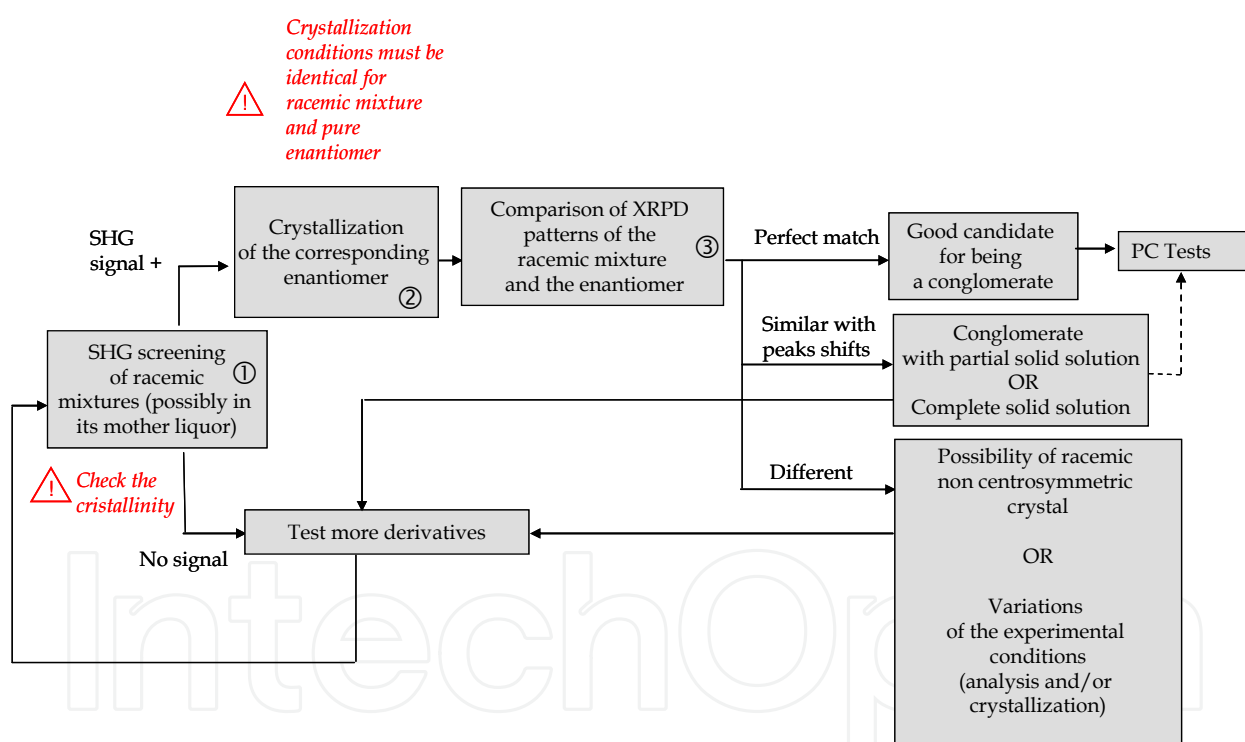 Crystallization
conditions must be
identical for
racemic mixture
and pure
enantiomer
!
SHG
signal +
Crystallization
of the corresponding
enantiomer
②
Comparison of XRPD
patterns of the
racemic mixture
and the enantiomer
③
Perfect match
Good candidate
for being
a conglomerate
PC Tests
Similar with
peaks shifts
Conglomerate
with partial solid solution
OR
Complete solid solution
SHG screening
of racemic
mixtures (possibly in
its mother liquor)
①
!
Check the
cristallinity
No signal
Test more derivatives
Different
Possibility of racemic
non centrosymmetric
crystal
OR
Variations
of the experimental
conditions
(analysis and/or
crystallization)
IntechOpen